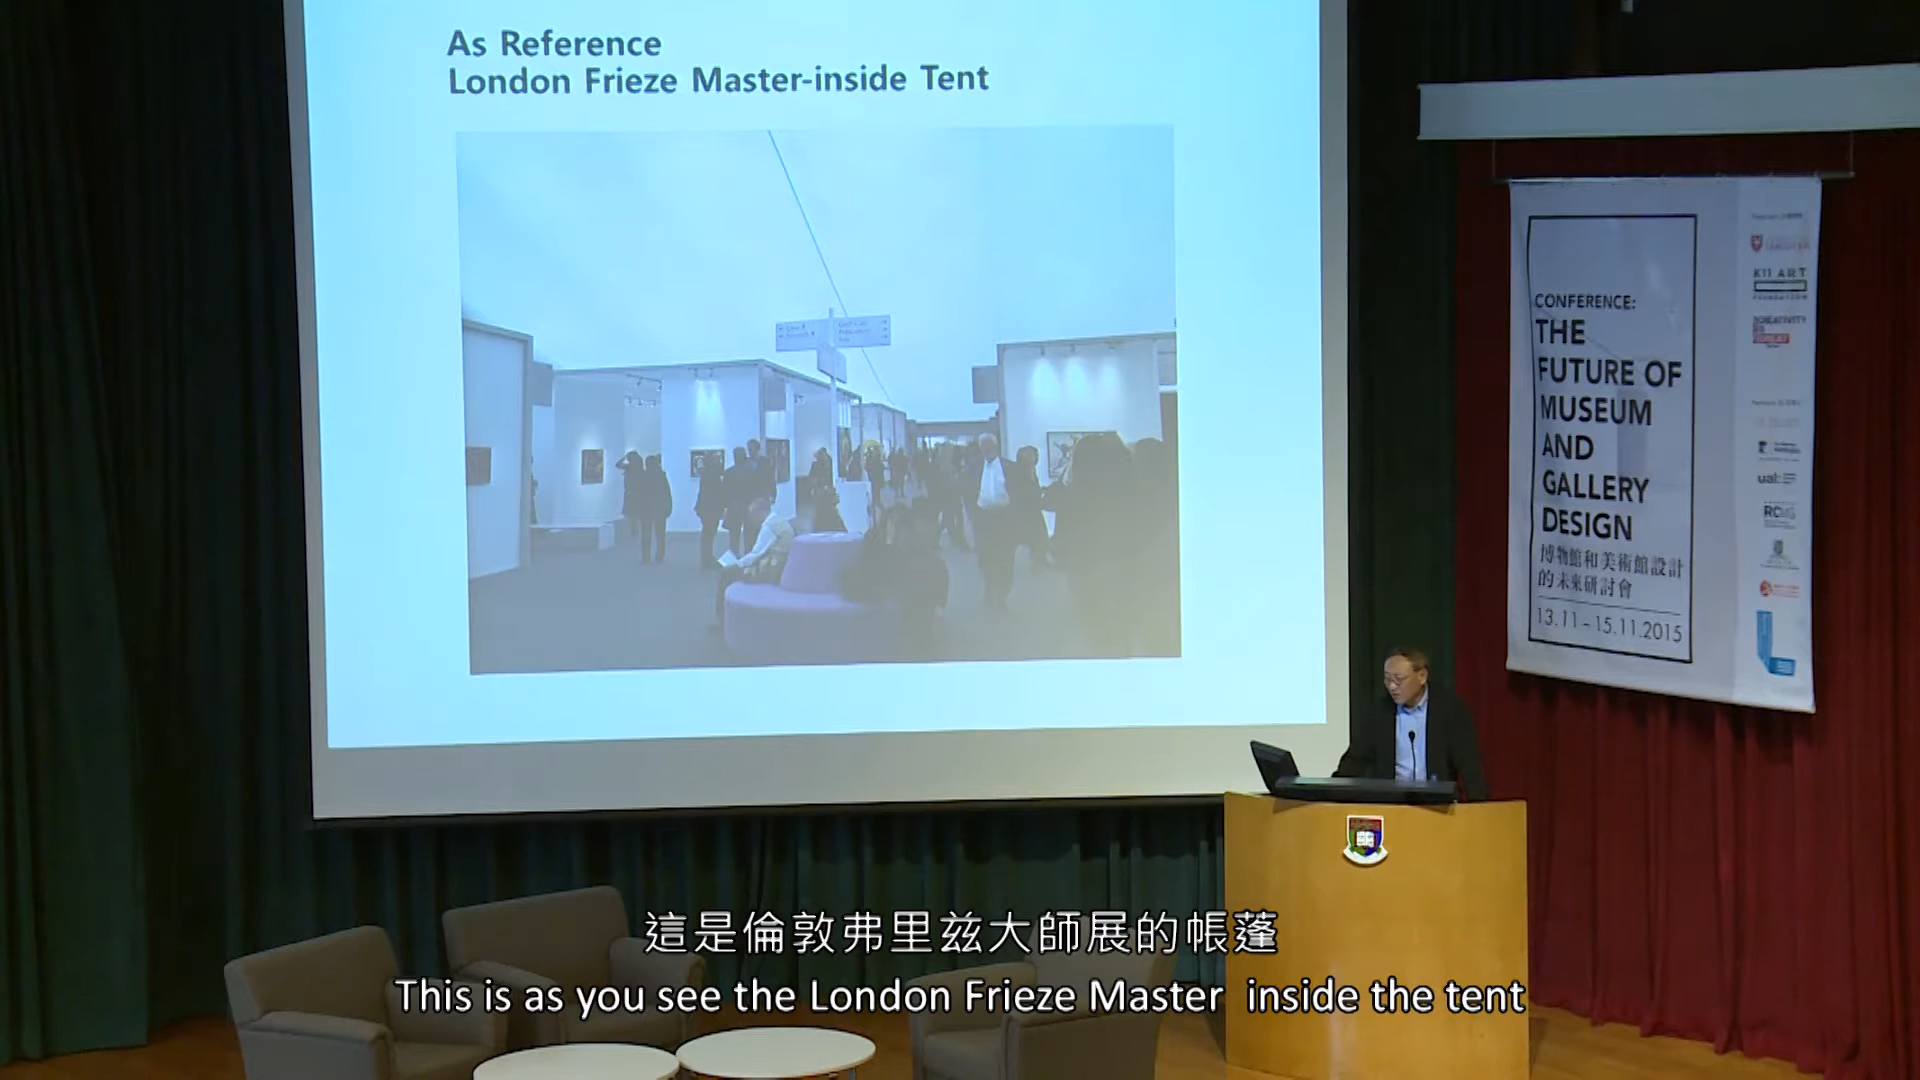 As Reference
London Frieze Master-inside Tent
CONFERENCE:
THE
FUTURE OF
MUSEUM
AND
GALLERY
DESIGN
博物館和美術館設計
的未來研討會
13.11 – 15.11.2015
K11 ART
FOUNDATION
ual:
RCMS
這是倫敦弗里兹大師展的帳蓬
This is as you see the London Frieze Master inside the tent